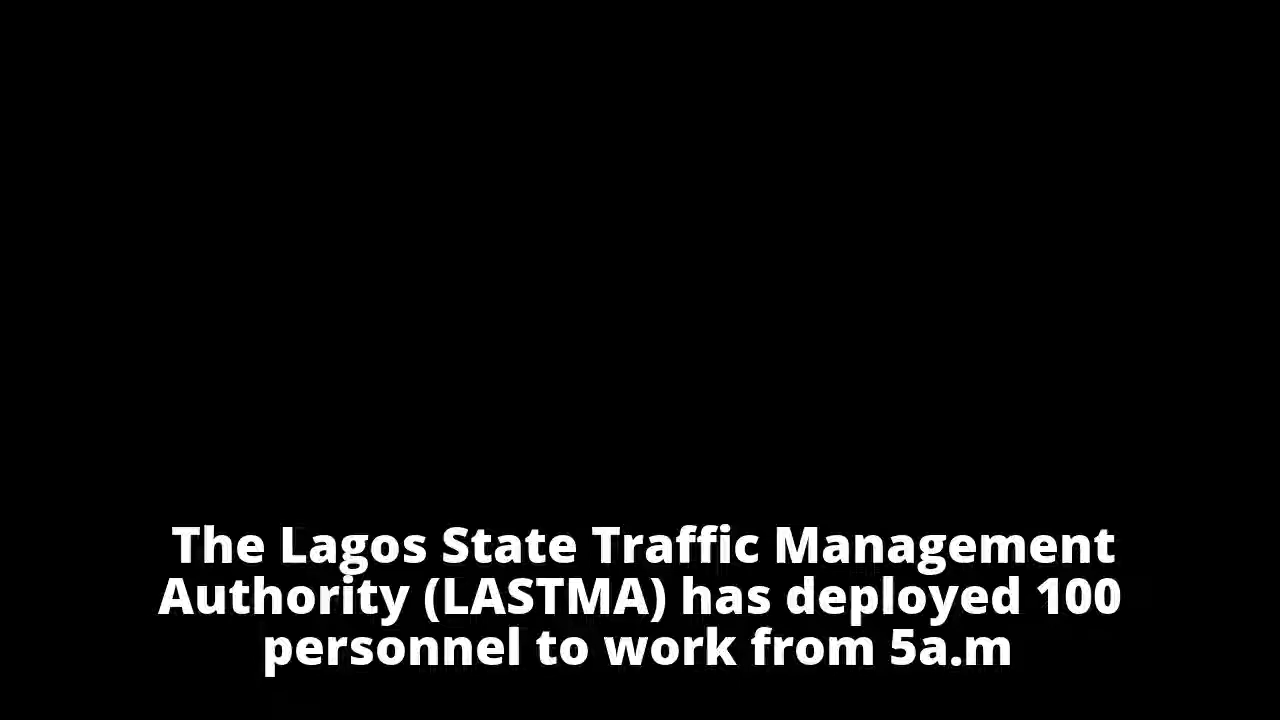 The Lagos State Traffic Management
Authority (LASTMA) has deployed 100
personnel to work from 5a.m